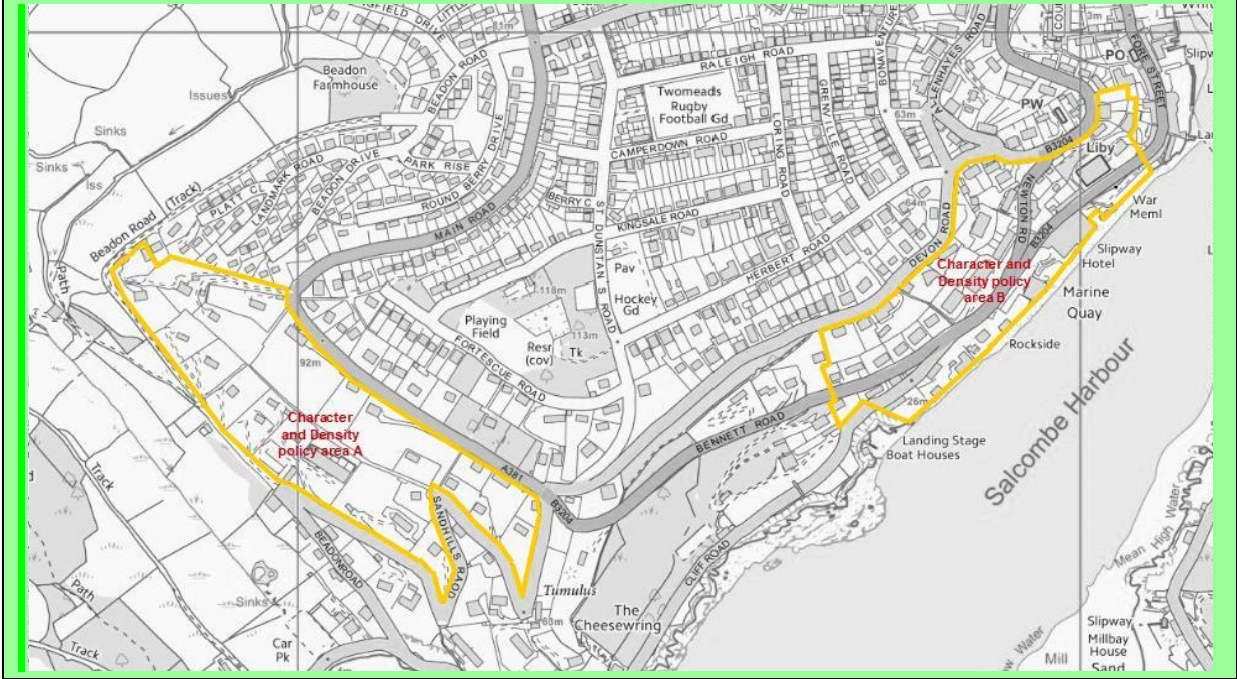 BEADON ROAD
Beadon
Farmhouse
Issues
Sinks
Sinks
Iss
Beadon Road (Track)
PLATT CL
LANDMARK ROAD
BEADON DRIVE
PARK RISE
ROUND BERRY DRIVE
MAIN ROAD
BERRY C
ST DUNSTAN S ROAD
RALEIGH ROAD
Twomeads
Rugby
Football Gd
CAMPERDOWN ROAD
LORING ROAD
GRENVILLE ROAD
KINGSALE ROAD
HERBERT ROAD
63m
64m
ALLENHAYES ROAD
3m
PO
FORE STREET
PW
B3204
Liby
NEWTON RD
B3204
DEVON ROAD
War
Meml
Slipway
Hotel
Marine
Quay
Rockside
Character and
Density policy
area B
Path
118m
Pav
Hockey
Gd
Playing
Field
113m
Resr
(cov)
Tk
FORTESCUE ROAD
92m
Character
and Density
policy area A
A381
B3204
BENNETT ROAD
26m
Landing Stage
Boat Houses
Salcombe Harbour
Track
SANDHILLS RAOD
BEADONROAD
CLIFF ROAD
Mean High Water
Tumulus
63m
The
Cheesewring
Path
Sinks
Car
Pk
Track
Slipway
Millbay
House
Sand
Mill
Water